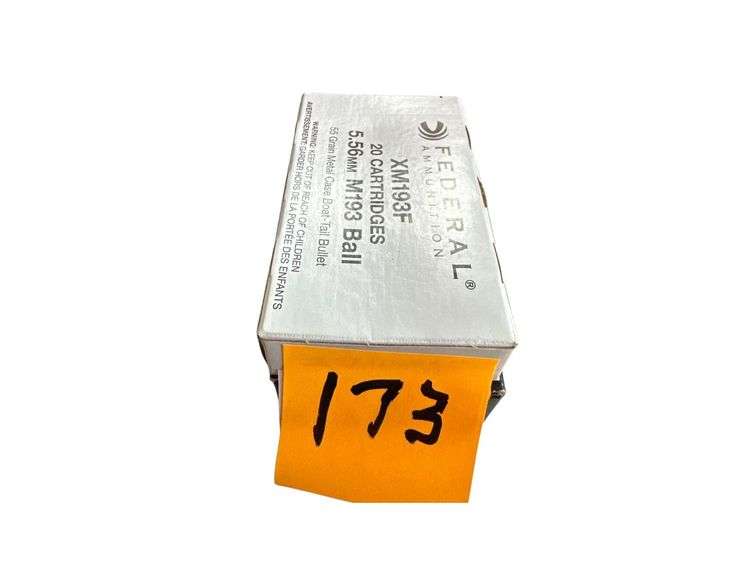 FEDERAL®
AMMUNITION
XM193F
20 CARTRIDGES
5.56MM M193 Ball
55 Grain Metal Case Boat-Tail Bullet
WARNING: KEEP OUT OF REACH OF CHILDREN
AVERTISSEMENT: GARDER HORS DE LA PORTÉE DES ENFANTS
173